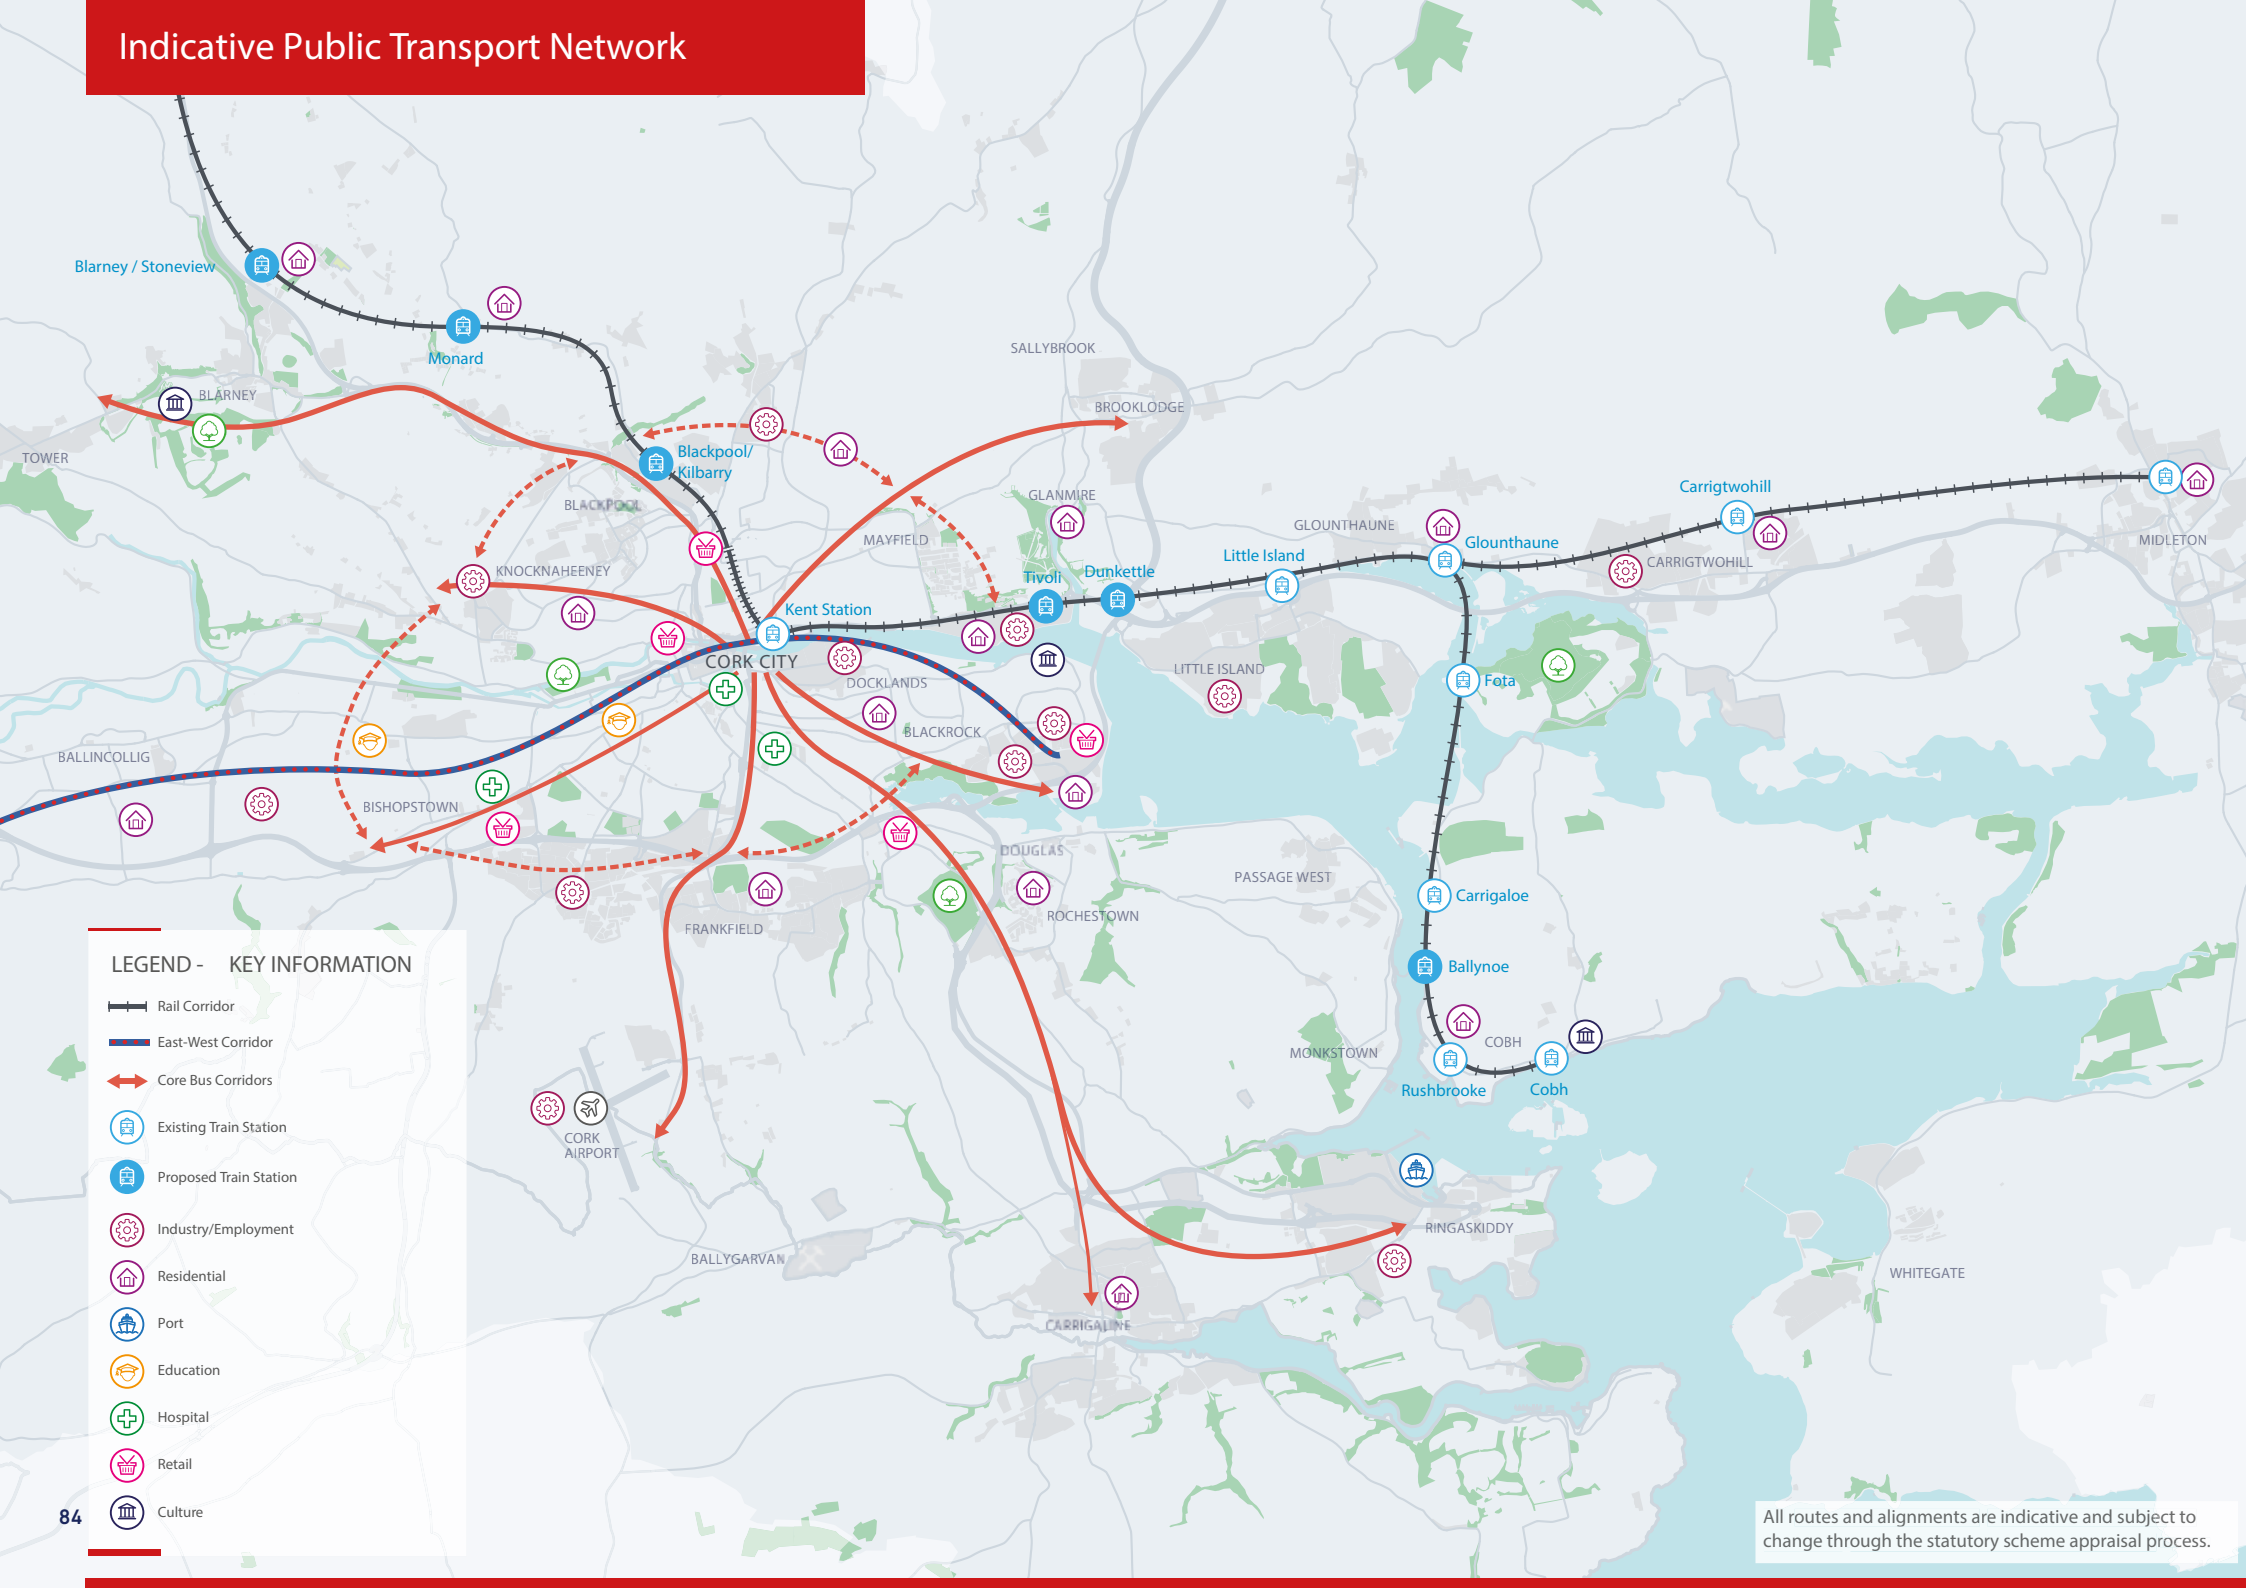 Indicative Public Transport Network
Blarney / Stoneview
Monard
SALLYBROOK
BLARNEY
BROOKLODGE
TOWER
Blackpool/
Kilbarry
Carrigtwohill
GLANMIRE
BLACKPOOL
GLOUNTHAUNE
MAYFIELD
Glounthaune
MIDLETON
Little Island
CARRIGTWOHILL
KNOCKNAHEENEY
Tivoli
Dunkettle
Kent Station
CORK CITY
LITTLE ISLAND
Fota
DOCKLANDS
BLACKROCK
BALLINCOLLIG
BISHOPSTOWN
DOUGLAS
PASSAGE WEST
Carrigaloe
ROCHESTOWN
FRANKFIELD
Ballynoe
COBH
MONKSTOWN
Rushbrooke
Cobh
CORK
AIRPORT
RINGASKIDDY
BALLYGARVAN
WHITEGATE
CARRIGALINE
LEGEND - KEY INFORMATION
Rail Corridor
East-West Corridor
Core Bus Corridors
Existing Train Station
Proposed Train Station
Industry/Employment
Residential
Port
Education
Hospital
Retail
Culture
84
All routes and alignments are indicative and subject to
change through the statutory scheme appraisal process.